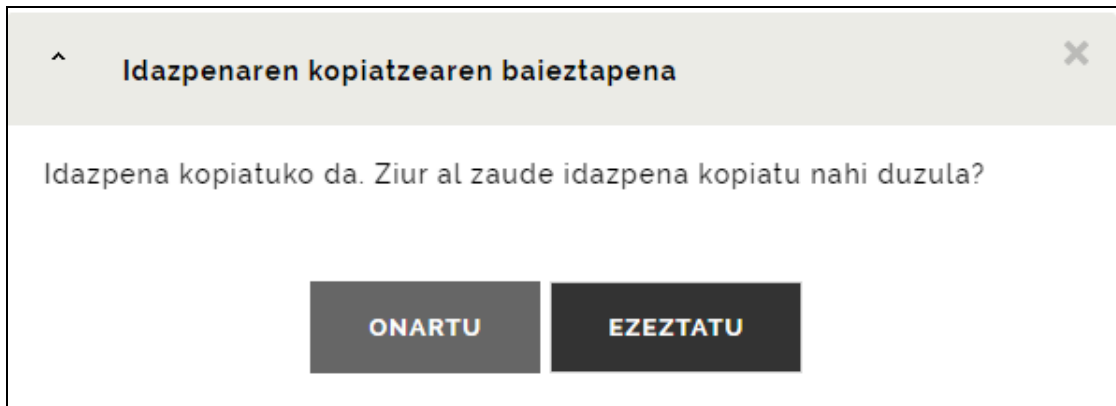 Idazpenaren kopiatzearen baieztapena
Idazpena kopiatuko da. Ziur al zaude idazpena kopiatu nahi duzula?
ONARTU EZEZTATU